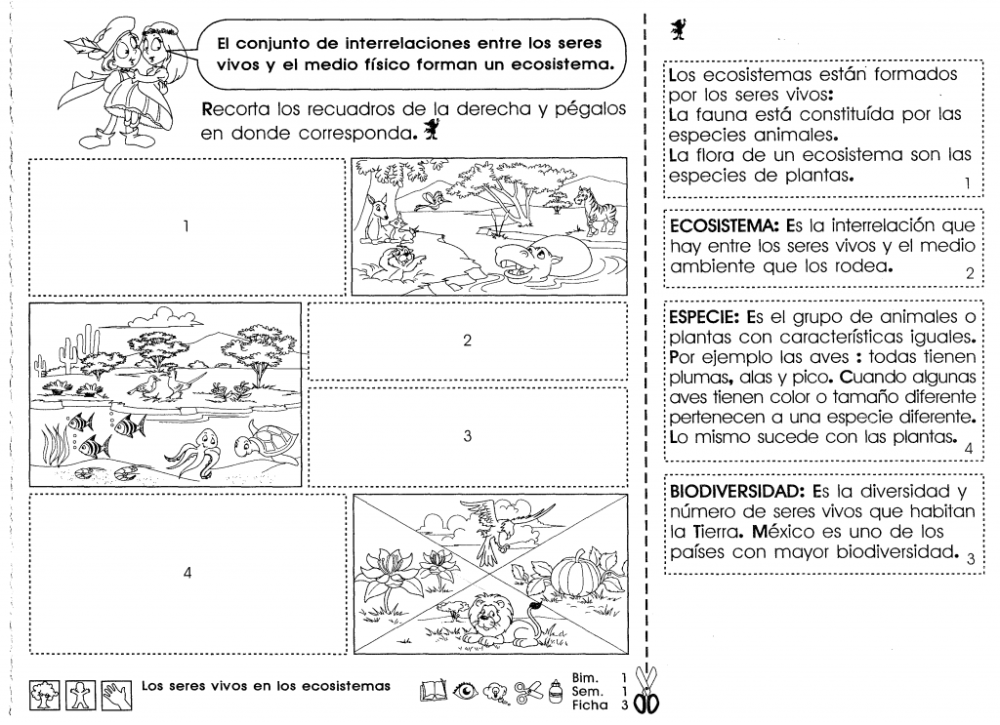 El conjunto de interrelaciones entre los seres
vivos y el medio físico forman un ecosistema.
Recorta los recuadros de la derecha y pégalos
en donde corresponda.
1
2
3
4
Los seres vivos en los ecosistemas
Bim. 1
Sem. 1
Ficha 3
Los ecosistemas están formados
por los seres vivos:
La fauna está constituída por las
especies animales.
La flora de un ecosistema son las
especies de plantas.
1
ECOSISTEMA: Es la interrelación que
hay entre los seres vivos y el medio
ambiente que los rodea.
2
ESPECIE: Es el grupo de animales o
plantas con características iguales.
Por ejemplo las aves : todas tienen
plumas, alas y pico. Cuando algunas
aves tienen color o tamaño diferente
pertenecen a una especie diferente.
Lo mismo sucede con las plantas.
4
BIODIVERSIDAD: Es la diversidad y
número de seres vivos que habitan
la Tierra. México es uno de los
países con mayor biodiversidad.
3